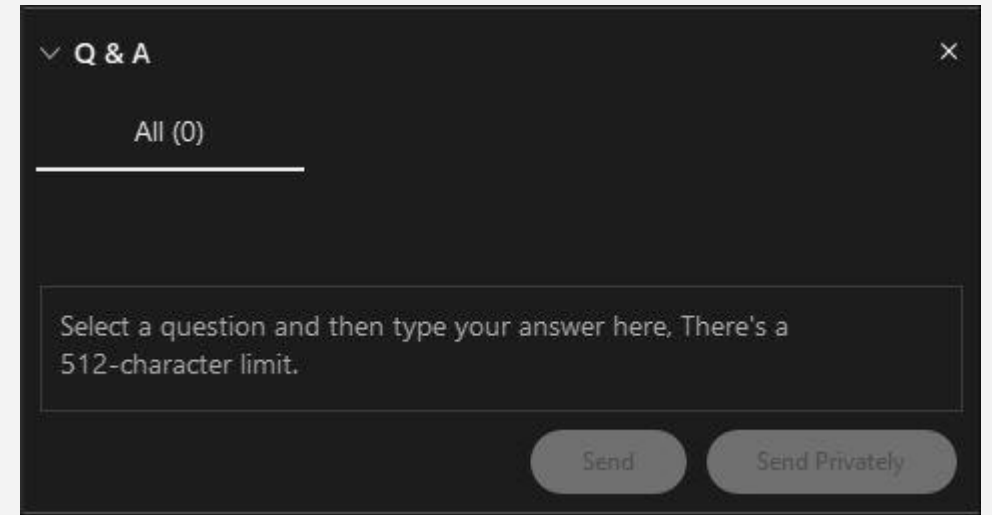 Q & A
All (0)
Select a question and then type your answer here, There's a
512-character limit.
Send
Send Privately